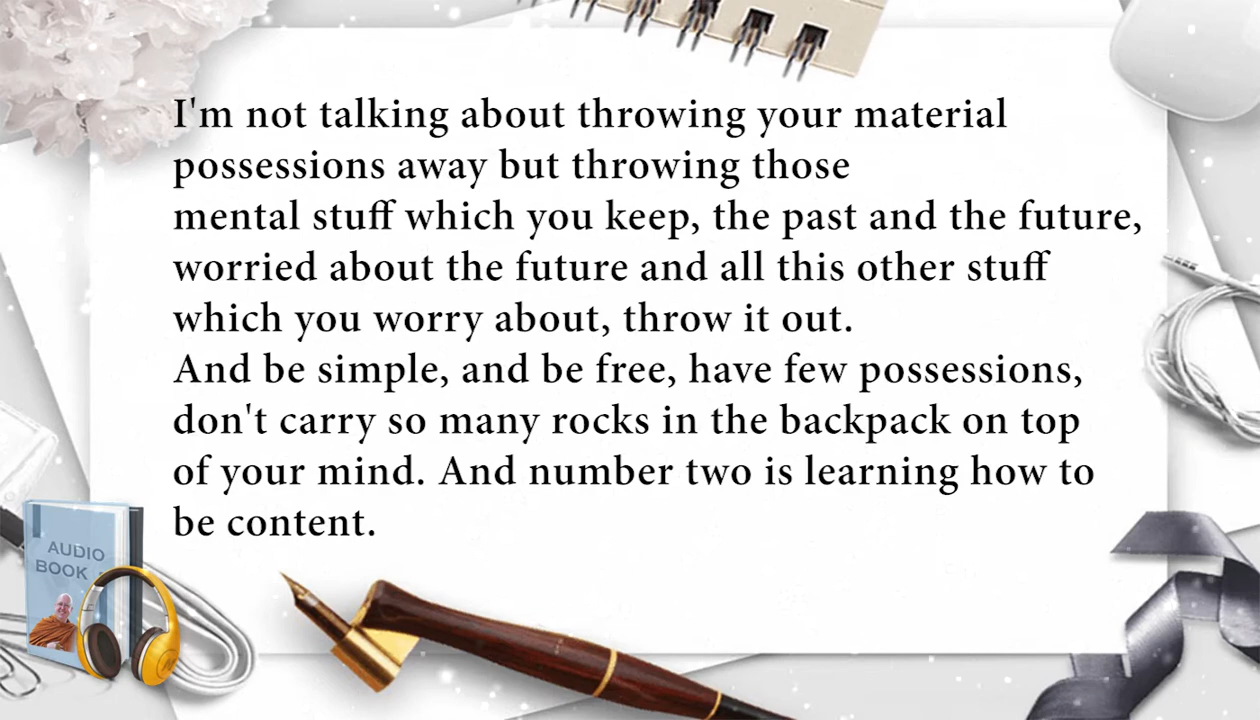 I'm not talking about throwing your material
possessions away but throwing those
mental stuff which you keep, the past and the future,
worried about the future and all this other stuff
which you worry about, throw it out.
And be simple, and be free, have few possessions,
don't carry so many rocks in the backpack on top
of your mind. And number two is learning how to
be content.
AUDIO
BOOK